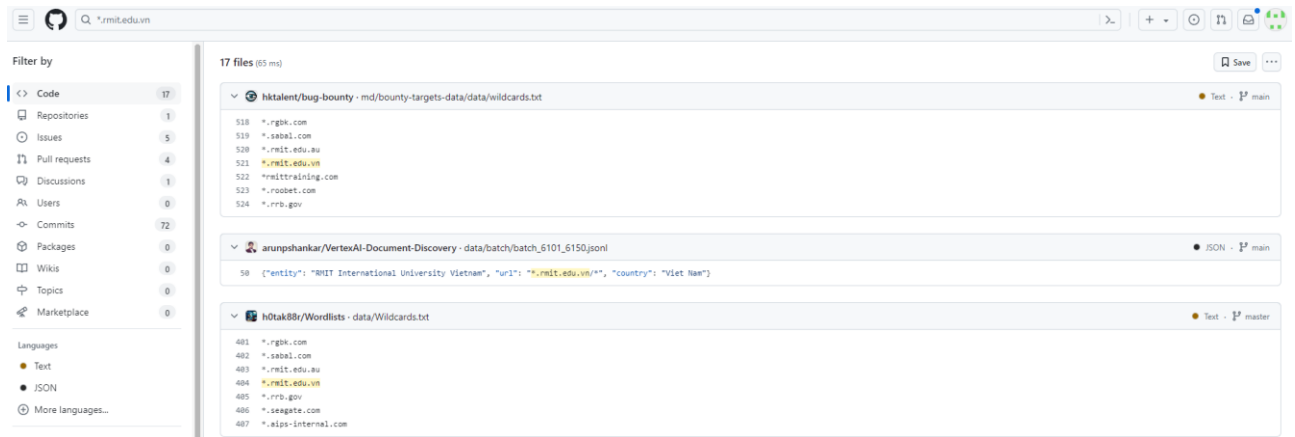 *.rmit.edu.vn
Filter by
Code 17
Repositories 1
Issues 5
Pull requests 4
Discussions 1
Users 0
Commits 72
Packages 0
Wikis 0
Topics 0
Marketplace 0
Languages
Text
JSON
More languages...
17 files (65 ms)
Save
hktalent/bug-bounty · md/bounty-targets-data/data/wildcards.txt
Text · main
518 *.rgbk.com
519 *.sabal.com
520 *.rmit.edu.au
521 *.rmit.edu.vn
522 *rmittraining.com
523 *.roobet.com
524 *.rrb.gov
arunpshankar/VertexAI-Document-Discovery · data/batch/batch_6101_6150.jsonl
JSON · main
50 {"entity": "RMIT International University Vietnam", "url": "*.rmit.edu.vn/*", "country": "Viet Nam"}
h0tak88r/Wordlists · data/Wildcards.txt
Text · master
401 *.rgbk.com
402 *.sabal.com
403 *.rmit.edu.au
404 *.rmit.edu.vn
405 *.rrb.gov
406 *.seagate.com
407 *.aips-internal.com